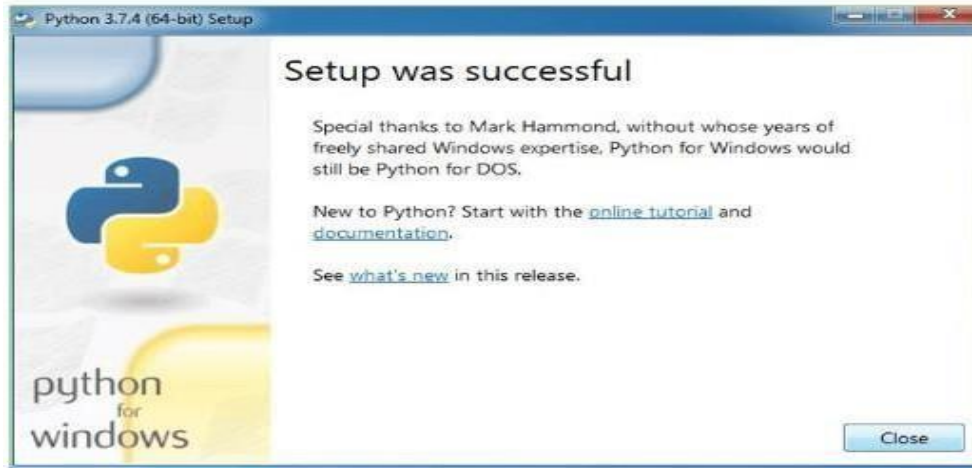 Python 3.7.4 (64-bit) Setup
Setup was successful
Special thanks to Mark Hammond, without whose years of
freely shared Windows expertise, Python for Windows would
still be Python for DOS.
New to Python? Start with the online tutorial and
documentation.
See what's new in this release.
python
for
windows
Close